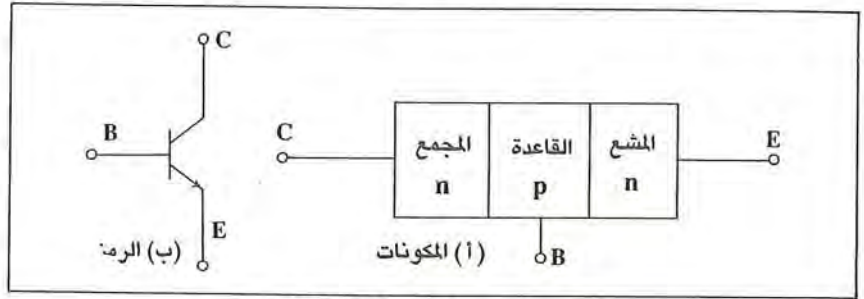 C
B
E
(ب) الرمز
C
المجمع
n
القاعدة
p
المشع
n
E
B
(أ) المكونات